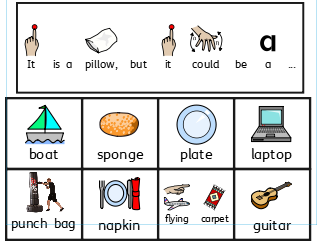 a
It is a pillow, but it could be a ...
boat sponge plate laptop
punch bag napkin flying carpet guitar